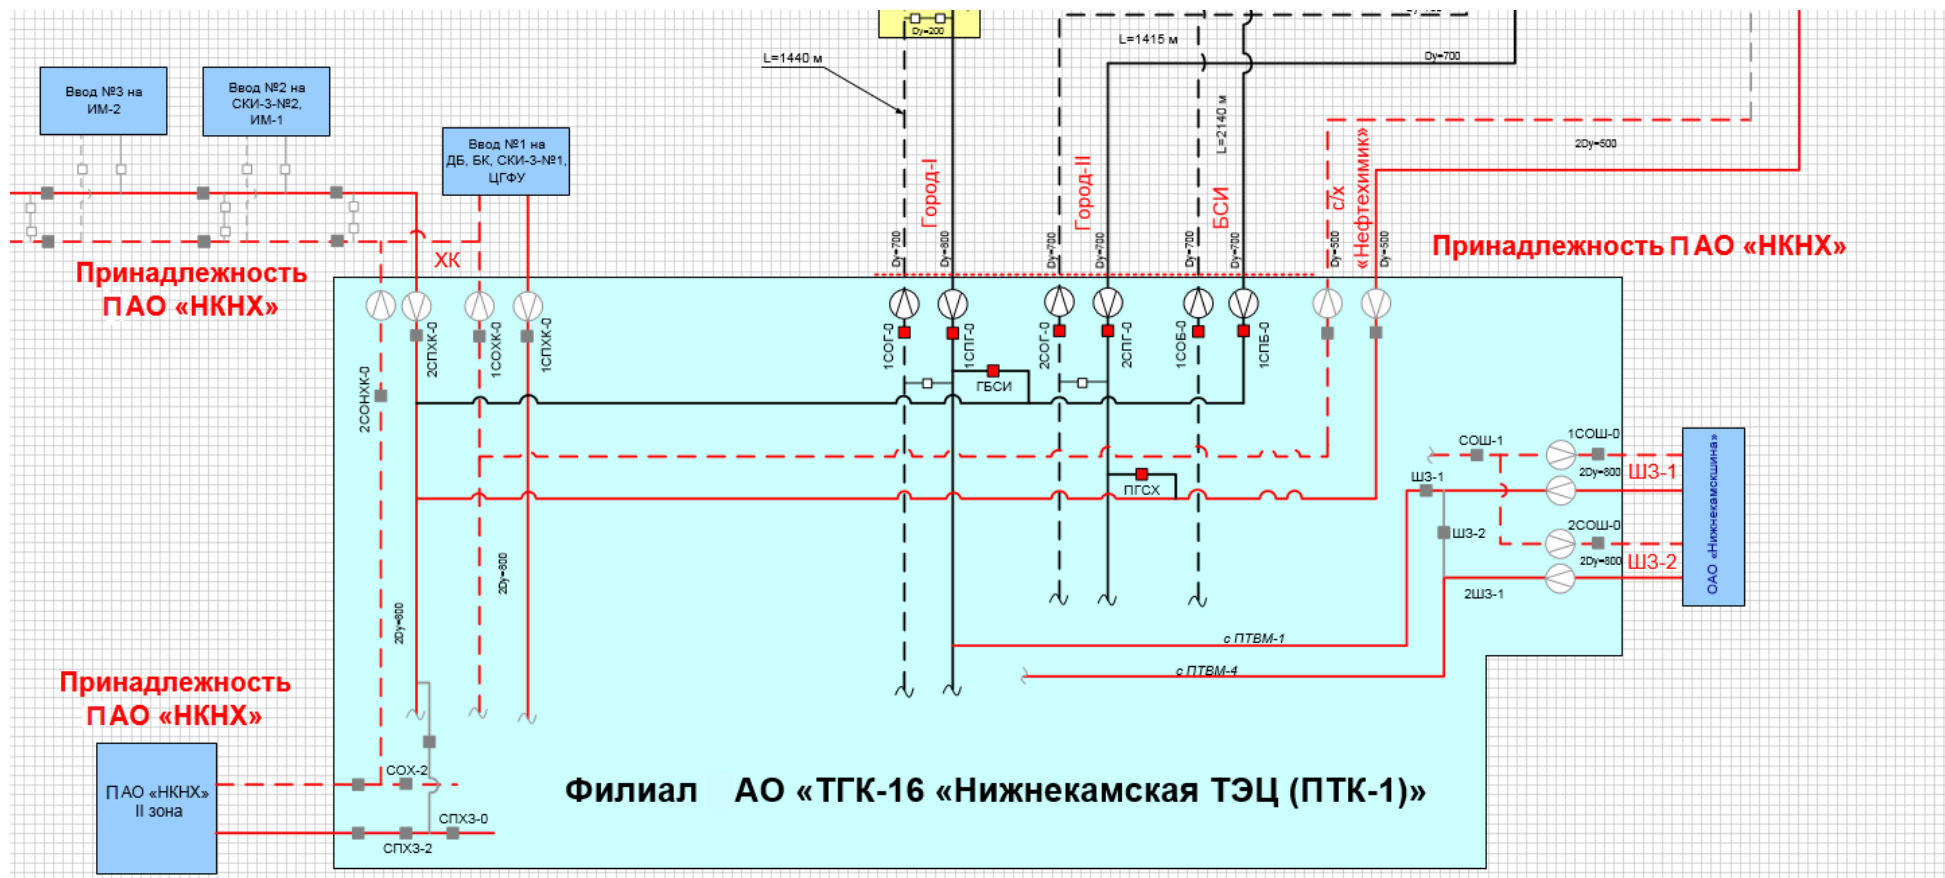 Dy=200
L=1440 м
L=1415 м
Dy=700
L=2140 м
2Dy=500
Ввод №3 на
ИМ-2
Ввод №2 на
СКИ-3-№2,
ИМ-1
Ввод №1 на
ДБ, БК, СКИ-3-№1,
ЦГФУ
Город-I
Город-II
БСИ
с/х
«Нефтехимик»
Dy=700
Dy=800
Dy=700
Dy=700
Dy=700
Dy=700
Dy=500
Dy=500
ХК
Принадлежность
ПАО «НКНХ»
Принадлежность ПАО «НКНХ»
2СОНХК-0
2СПХК-0
1СОХК-0
1СПХК-0
1СОГ-0
1СПГ-0
2СОГ-0
2СПГ-0
1СОБ-0
1СПБ-0
ГБСИ
ПГСХ
СОШ-1
1СОШ-0
2Dy=800
ШЗ-1
ШЗ-1
2СОШ-0
ШЗ-2
2Dy=800
ШЗ-2
2ШЗ-1
ОАО «Нижнекамскшина»
2Dy=800
2Dy=800
с ПТВМ-1
с ПТВМ-4
Принадлежность
ПАО «НКНХ»
ПАО «НКНХ»
II зона
СОХ-2
СПХЗ-0
СПХЗ-2
Филиал АО «ТГК-16 «Нижнекамская ТЭЦ (ПТК-1)»